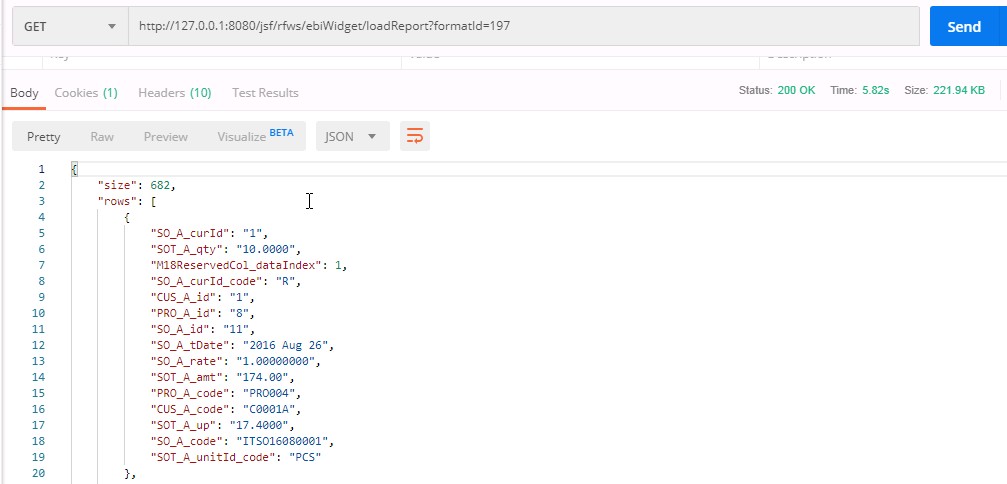 GET http://127.0.0.1:8080/jsf/rfws/ebiWidget/loadReport?formatId=197 Send
Body Cookies (1) Headers (10) Test Results Status: 200 OK Time: 5.82s Size: 221.94 KB
Pretty Raw Preview Visualize BETA JSON
1 {
2 "size": 682,
3 "rows": [
4 {
5 "SO_A_curId": "1",
6 "SOT_A_qty": "10.0000",
7 "M18ReservedCol_dataIndex": 1,
8 "SO_A_curId_code": "R",
9 "CUS_A_id": "1",
10 "PRO_A_id": "8",
11 "SO_A_id": "11",
12 "SO_A_tDate": "2016 Aug 26",
13 "SO_A_rate": "1.00000000",
14 "SOT_A_amt": "174.00",
15 "PRO_A_code": "PRO004",
16 "CUS_A_code": "C0001A",
17 "SOT_A_up": "17.4000",
18 "SO_A_code": "ITSO16080001",
19 "SOT_A_unitId_code": "PCS"
20 },